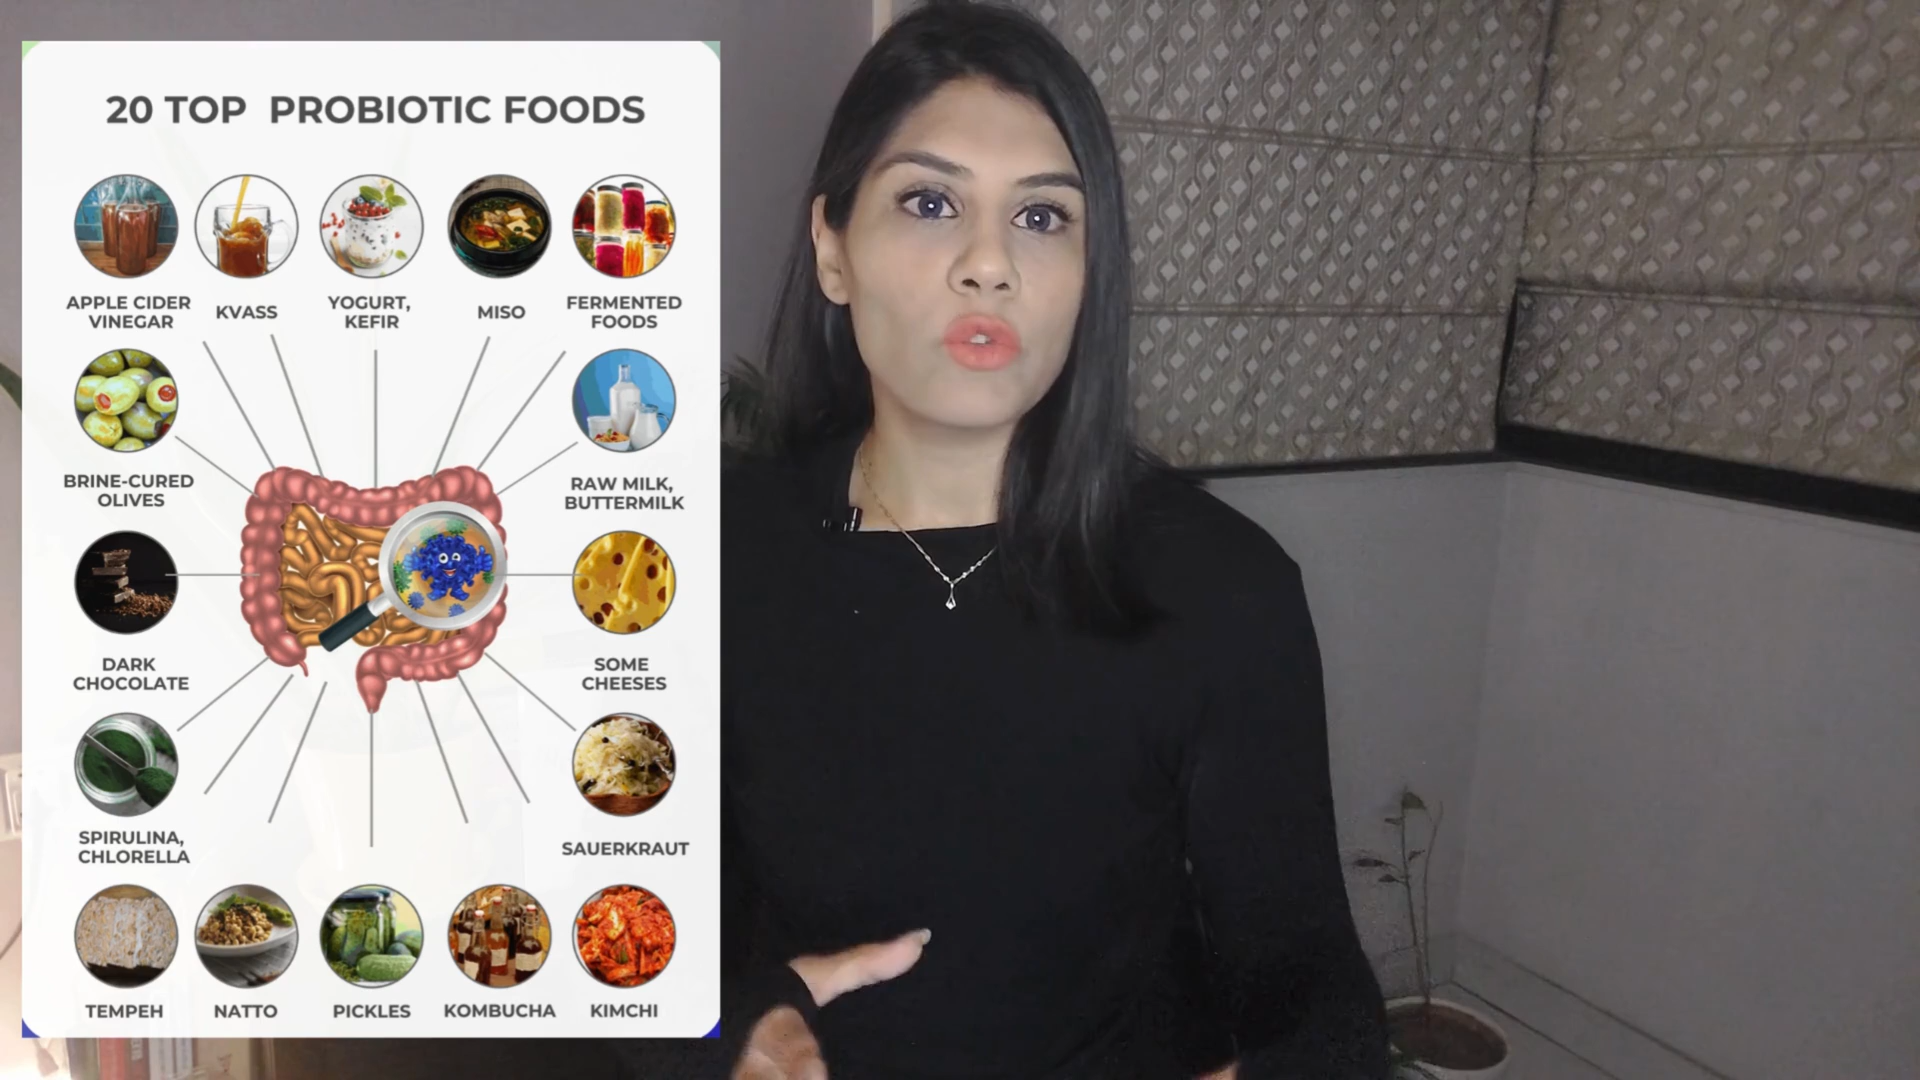 20 TOP PROBIOTIC FOODS
APPLE CIDER
VINEGAR
KVASS
YOGURT,
KEFIR
MISO
FERMENTED
FOODS
BRINE-CURED
OLIVES
RAW MILK,
BUTTERMILK
DARK
CHOCOLATE
SOME
CHEESES
SPIRULINA,
CHLORELLA
SAUERKRAUT
TEMPEH
NATTO
PICKLES
KOMBUCHA
KIMCHI